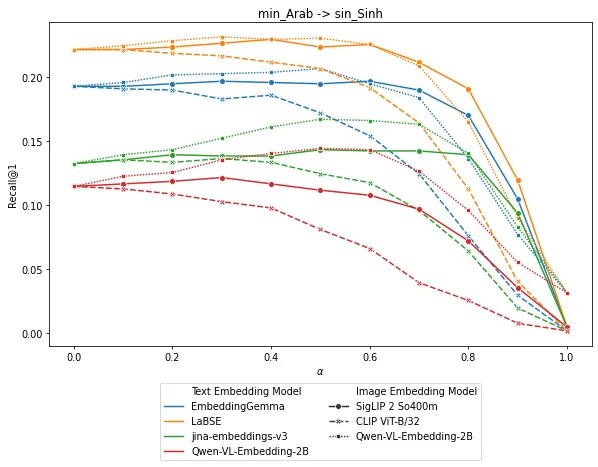 min_Arab -> sin_Sinh
Recall@1
0.20
0.15
0.10
0.05
0.00
0.0 0.2 0.4 0.6 0.8 1.0
α
Text Embedding Model
EmbeddingGemma
LaBSE
jina-embeddings-v3
Qwen-VL-Embedding-2B
Image Embedding Model
SigLIP 2 So400m
CLIP ViT-B/32
Qwen-VL-Embedding-2B